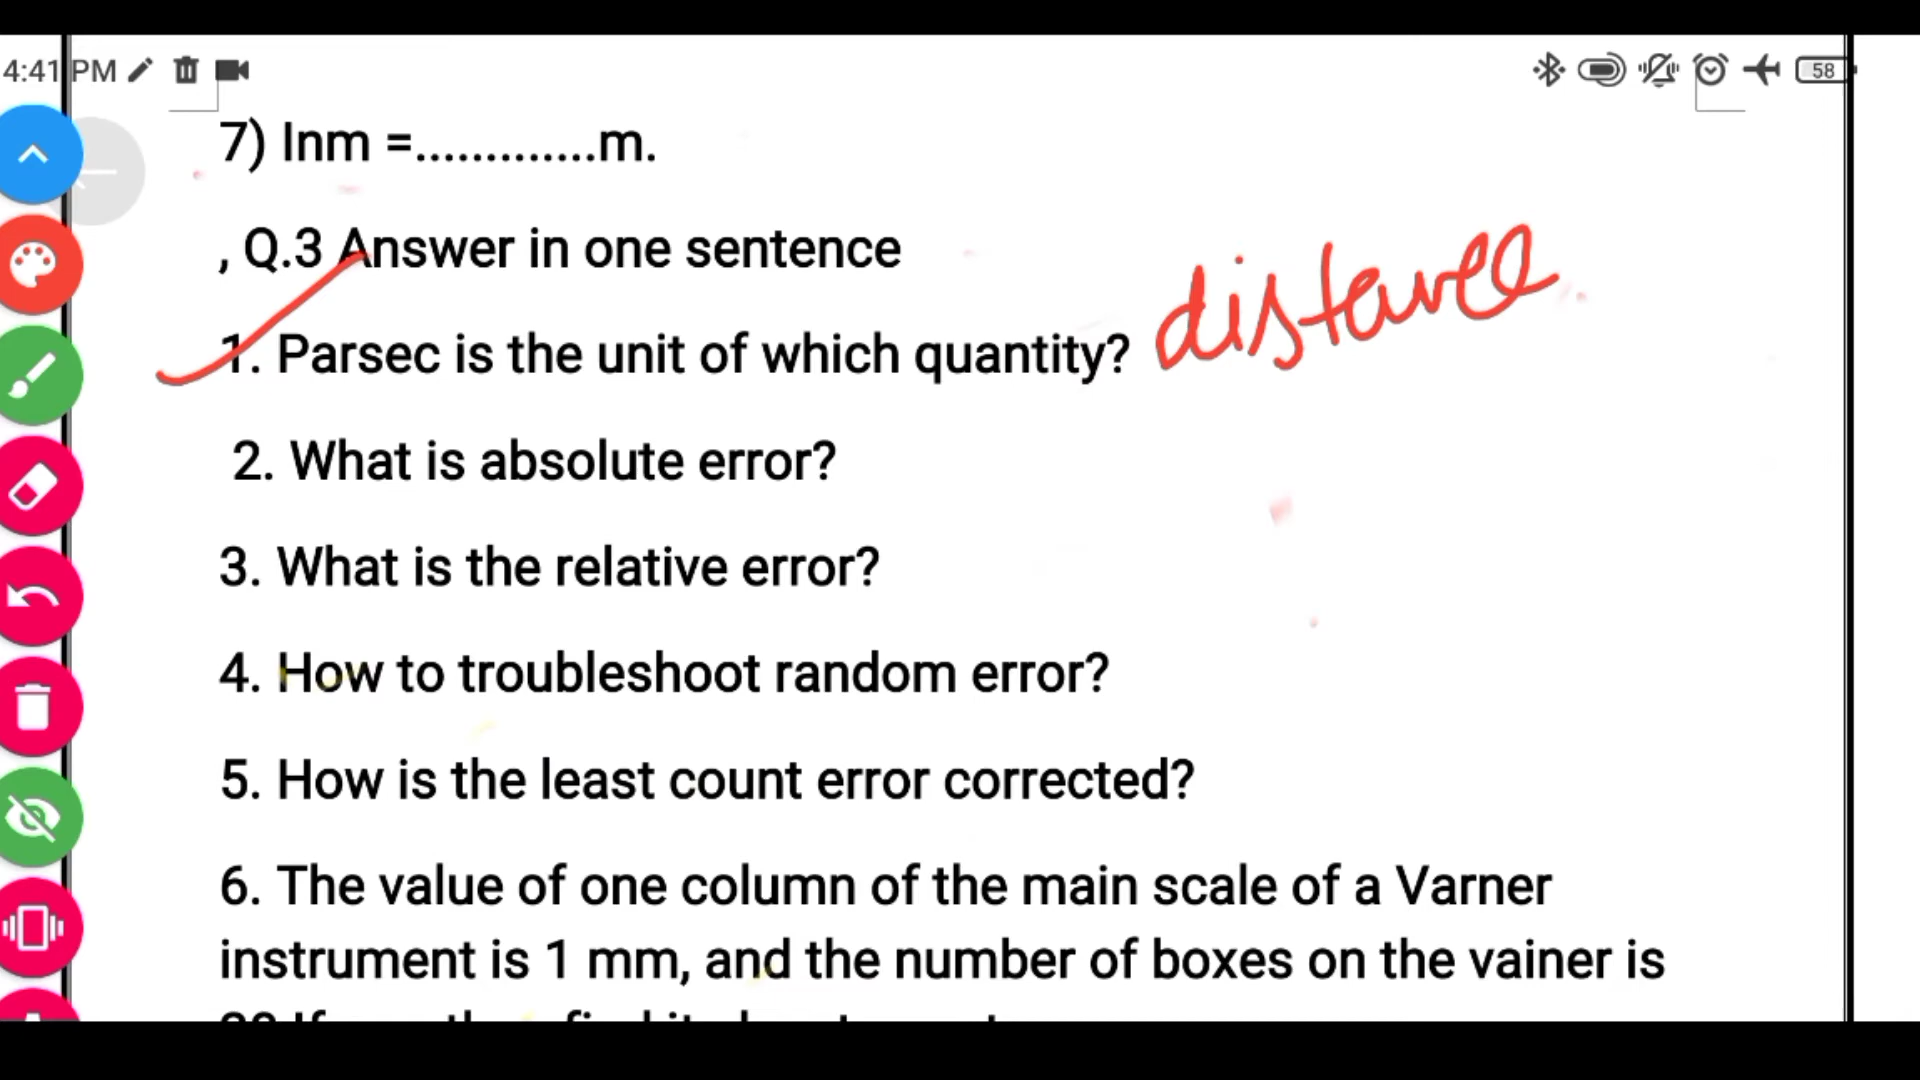 4:41 PM
58
7) Inm =.............m.
, Q.3 Answer in one sentence
distance
1. Parsec is the unit of which quantity?
2. What is absolute error?
3. What is the relative error?
4. How to troubleshoot random error?
5. How is the least count error corrected?
6. The value of one column of the main scale of a Varner
instrument is 1 mm, and the number of boxes on the vainer is